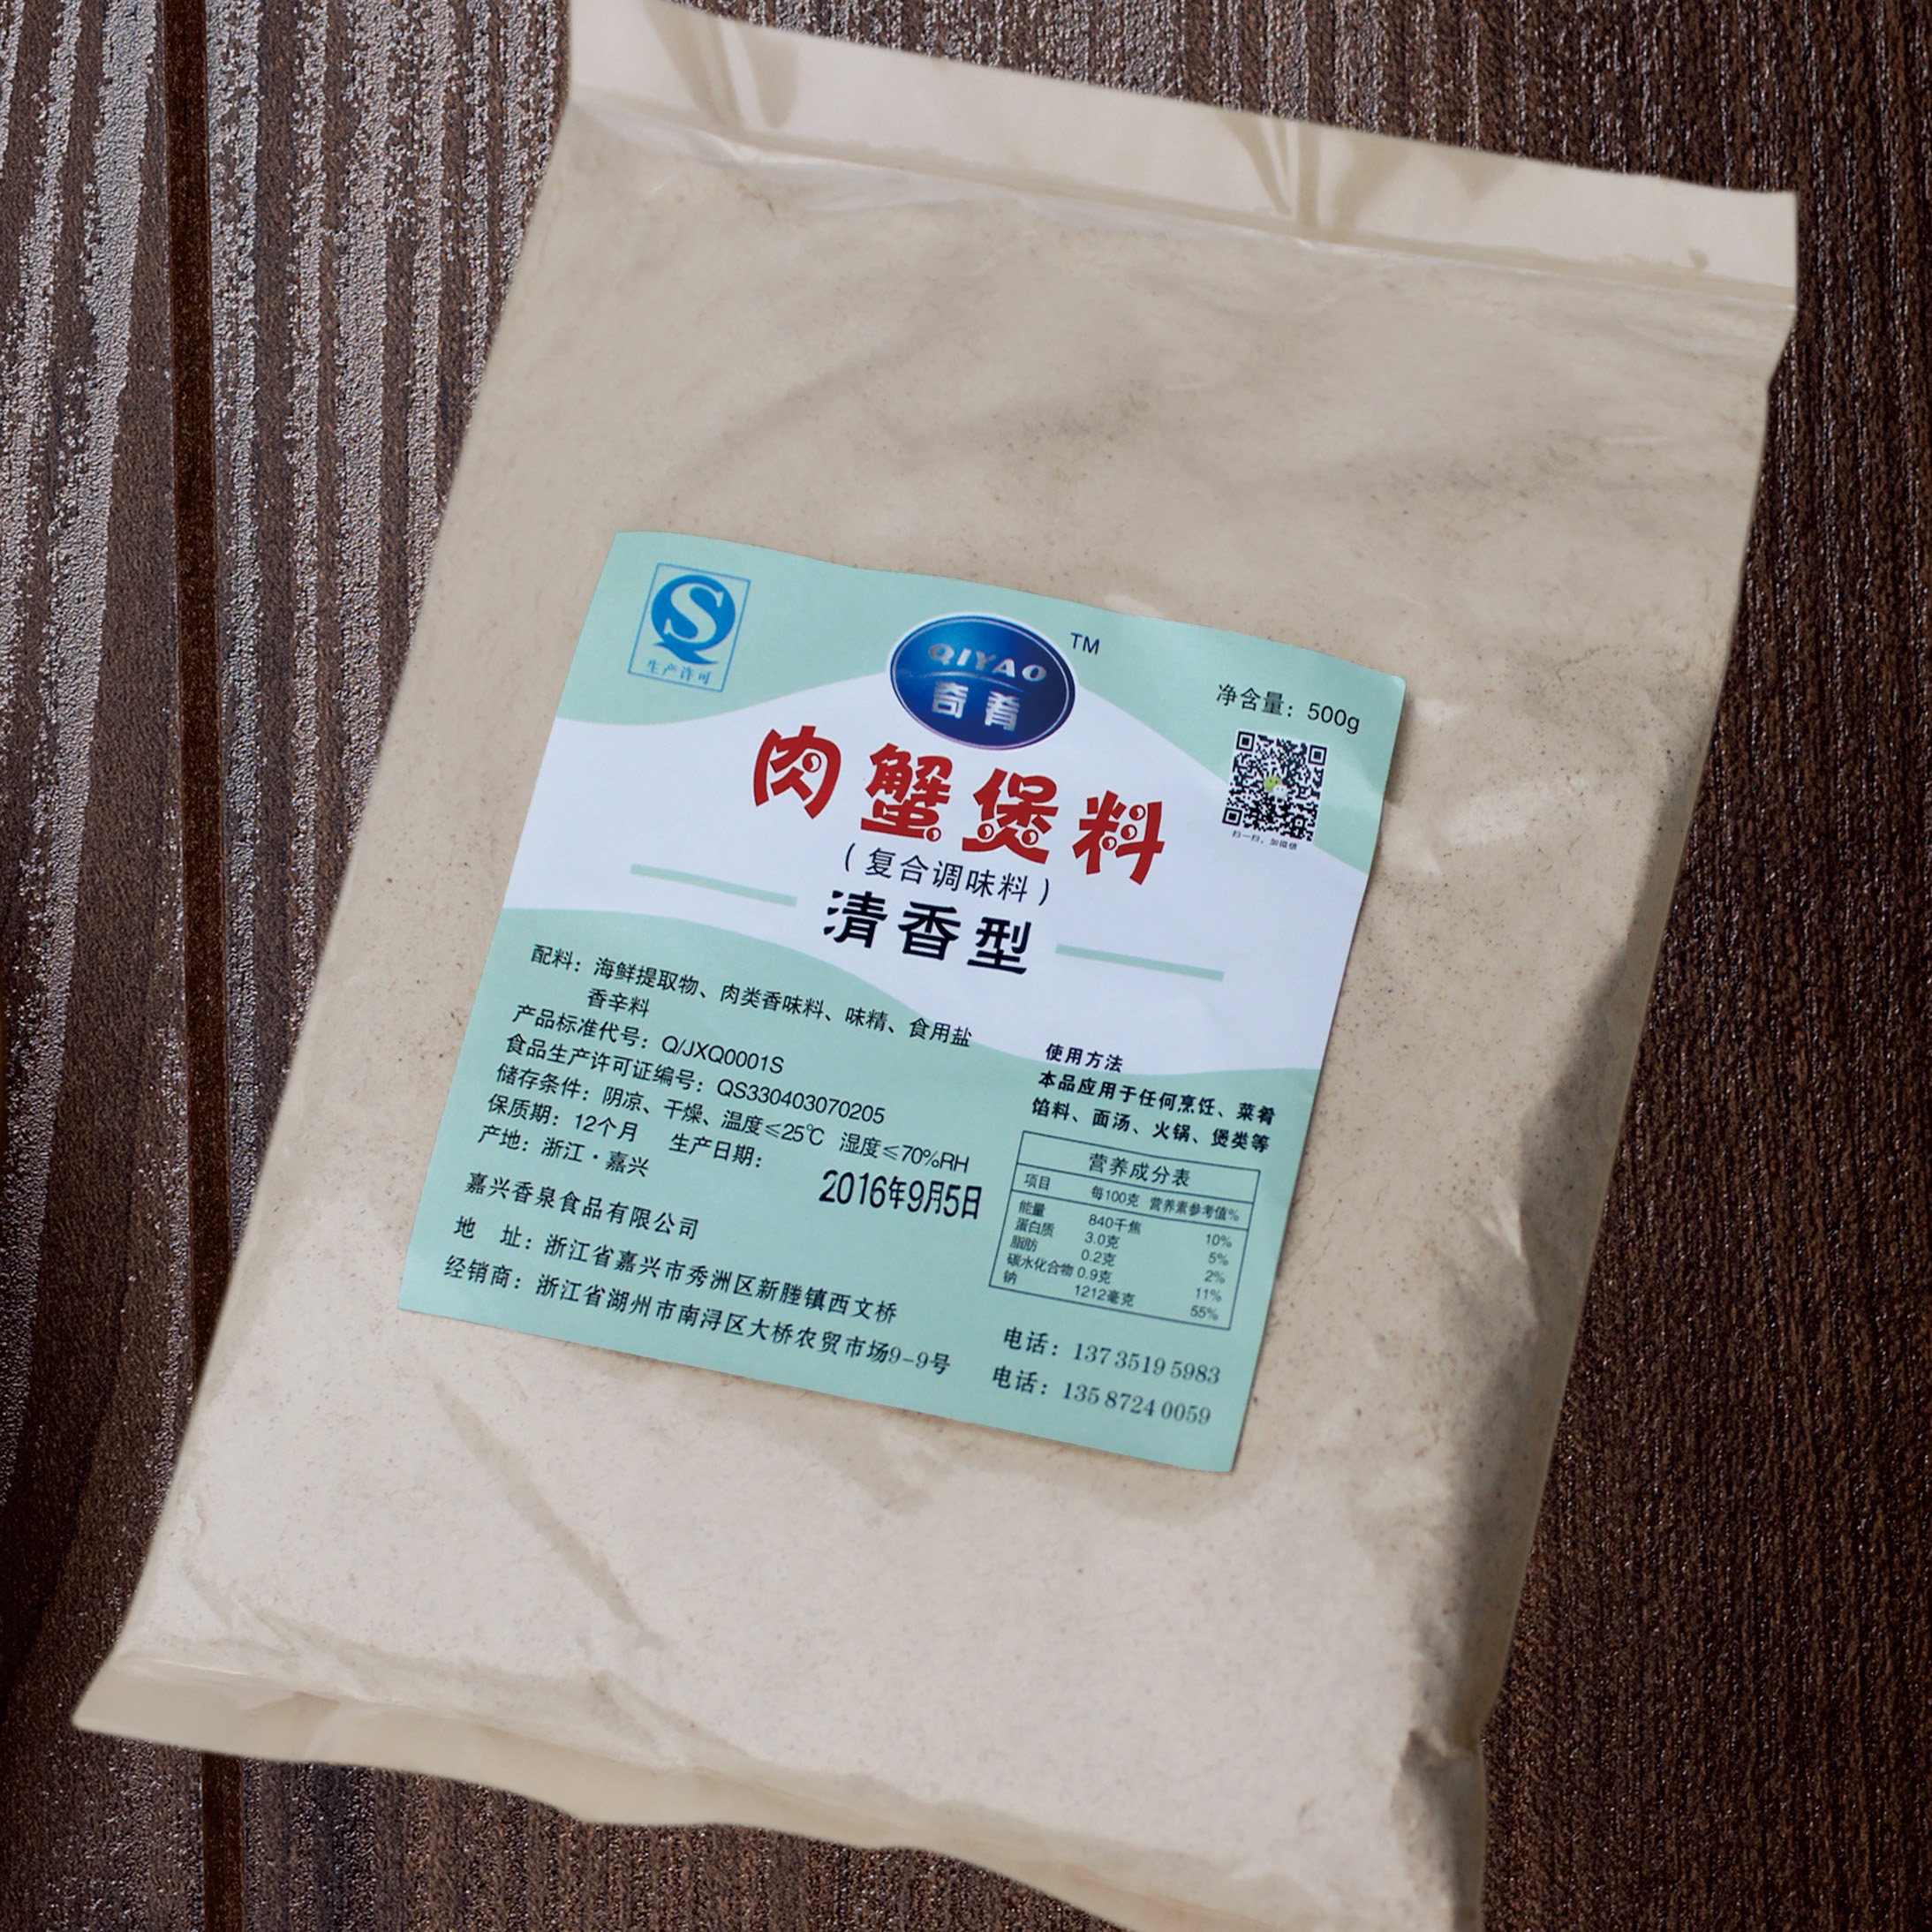 生产许可
QIYAO
奇肴
TM
净含量：500g
扫一扫，加微信
肉蟹煲料
（复合调味料）
清香型
配料：海鲜提取物、肉类香味料、味精、食用盐
香辛料
产品标准代号：Q/JXQ0001S
食品生产许可证编号：QS330403070205
储存条件：阴凉、干燥、温度≤25℃ 湿度≤70%RH
保质期：12个月 生产日期：
2016年9月5日
产地：浙江·嘉兴
嘉兴香泉食品有限公司
地 址：浙江省嘉兴市秀洲区新塍镇西文桥
经销商：浙江省湖州市南浔区大桥农贸市场9-9号
使用方法
本品应用于任何烹饪、菜肴
馅料、面汤、火锅、煲类等
营养成分表
项目 每100克 营养素参考值%
能量 840千焦 10%
蛋白质 3.0克 5%
脂肪 0.2克 2%
碳水化合物 0.9克 11%
钠 1212毫克 55%
电话：137 3519 5983
电话：135 8724 0059